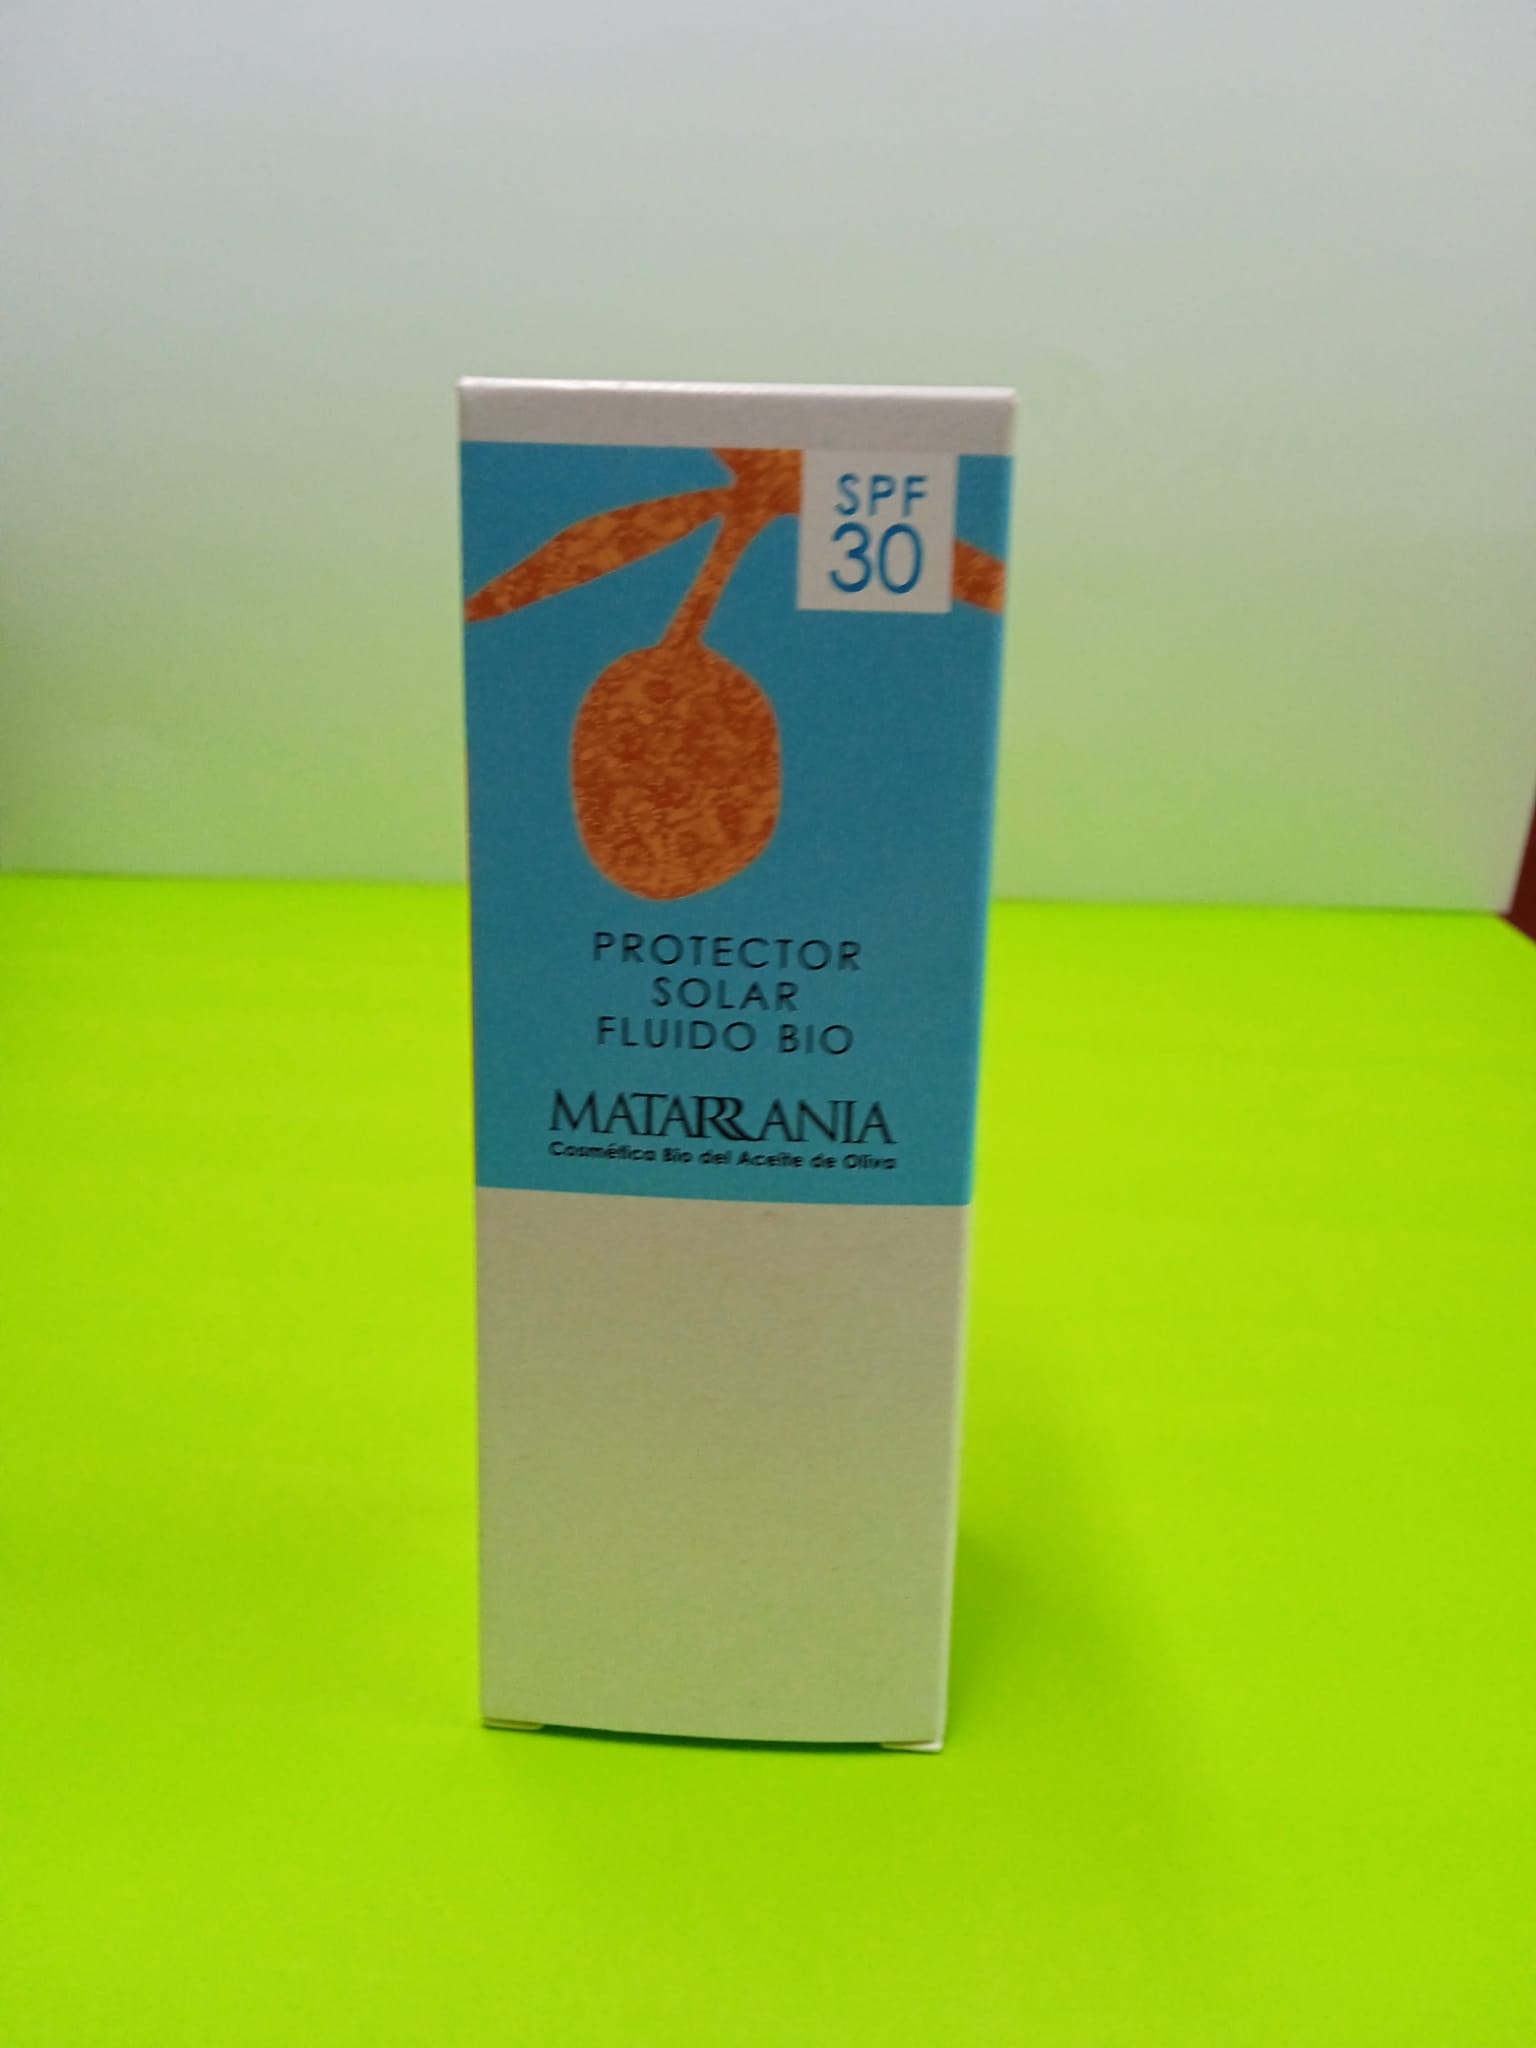 SPF
30
PROTECTOR
SOLAR
FLUIDO BIO
MATARRANIA
Cosmética Bio del Aceite de Oliva